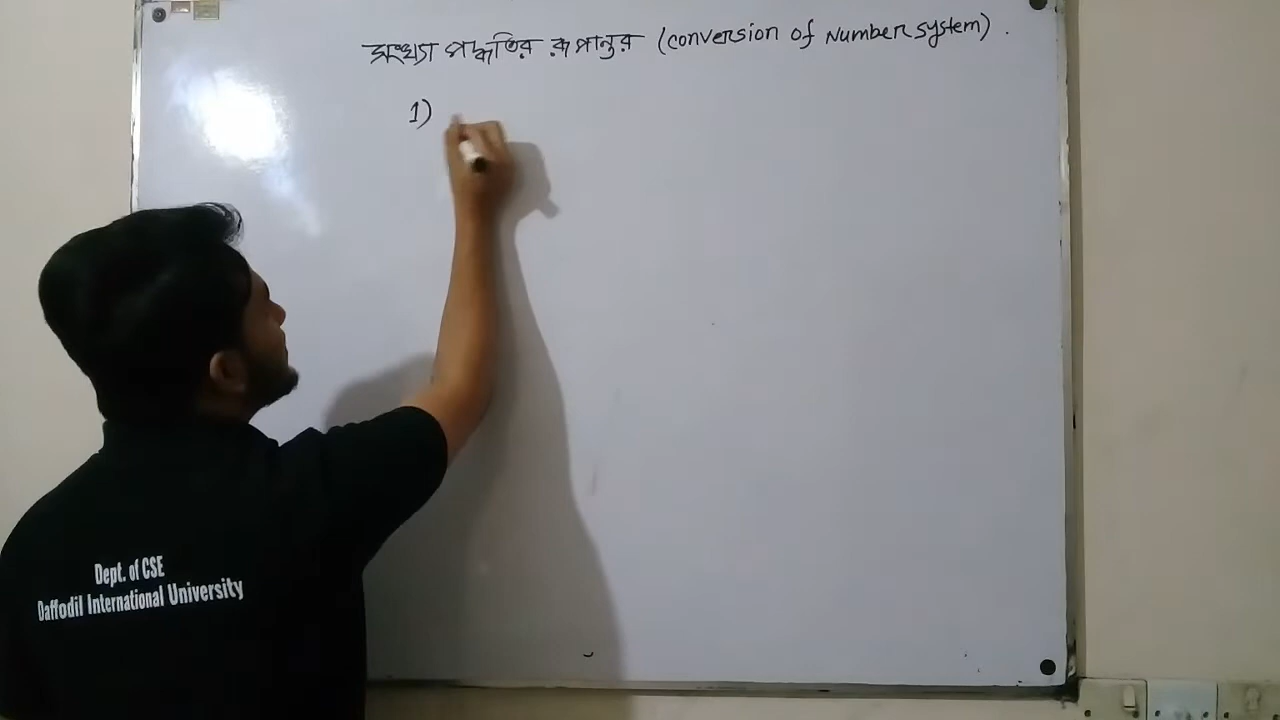 সংখ্যা পদ্ধতির রূপান্তর (conversion of Number system) .
1)
Dept. of CSE
Daffodil International University